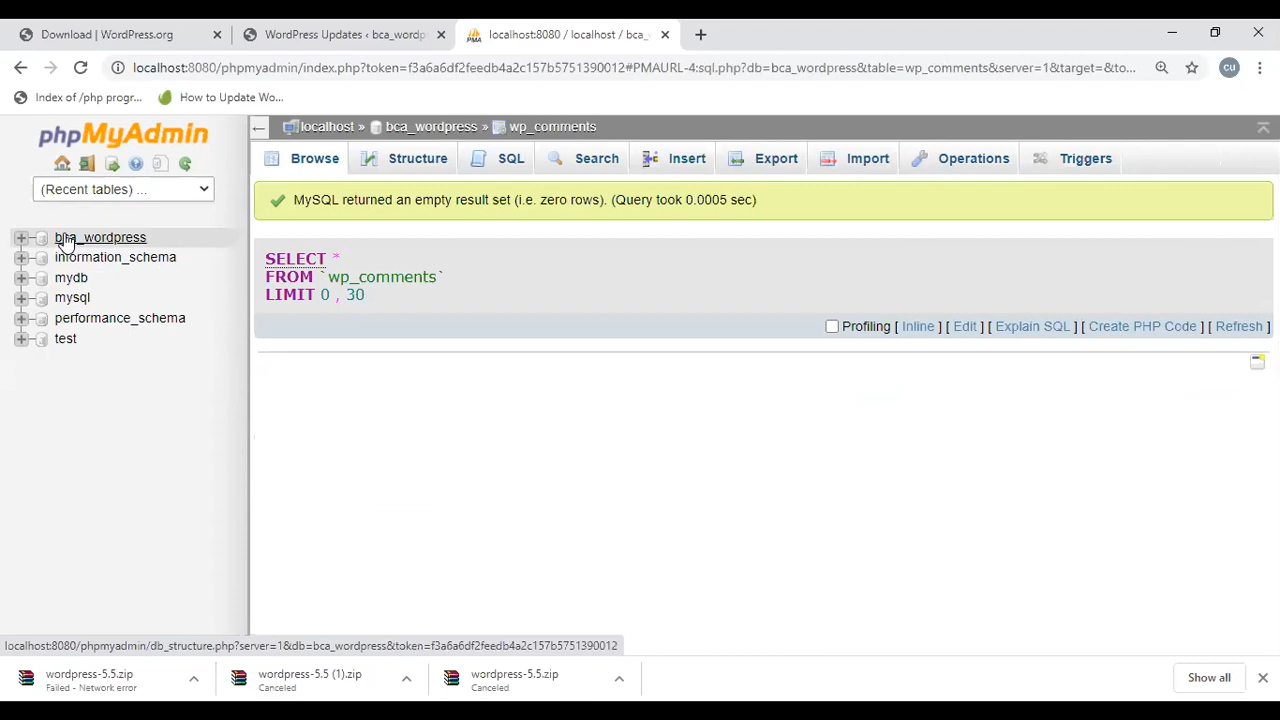 Download | WordPress.org
WordPress Updates ‹ bca_wordp
localhost:8080 / localhost / bca_
localhost:8080/phpmyadmin/index.php?token=f3a6a6df2feedb4a2c157b5751390012#PMAURL-4:sql.php?db=bca_wordpress&table=wp_comments&server=1&target=&to...
CU
Index of /php progr...
How to Update Wo...
phpMyAdmin
(Recent tables) ...
bca_wordpress
information_schema
mydb
mysql
performance_schema
test
localhost » bca_wordpress » wp_comments
Browse Structure SQL Search Insert Export Import Operations Triggers
MySQL returned an empty result set (i.e. zero rows). (Query took 0.0005 sec)
SELECT *
FROM `wp_comments`
LIMIT 0 , 30
Profiling [ Inline ] [ Edit ] [ Explain SQL ] [ Create PHP Code ] [ Refresh ]
localhost:8080/phpmyadmin/db_structure.php?server=1&db=bca_wordpress&token=f3a6a6df2feedb4a2c157b5751390012
wordpress-5.5.zip
Failed - Network error
wordpress-5.5 (1).zip
Canceled
wordpress-5.5.zip
Canceled
Show all